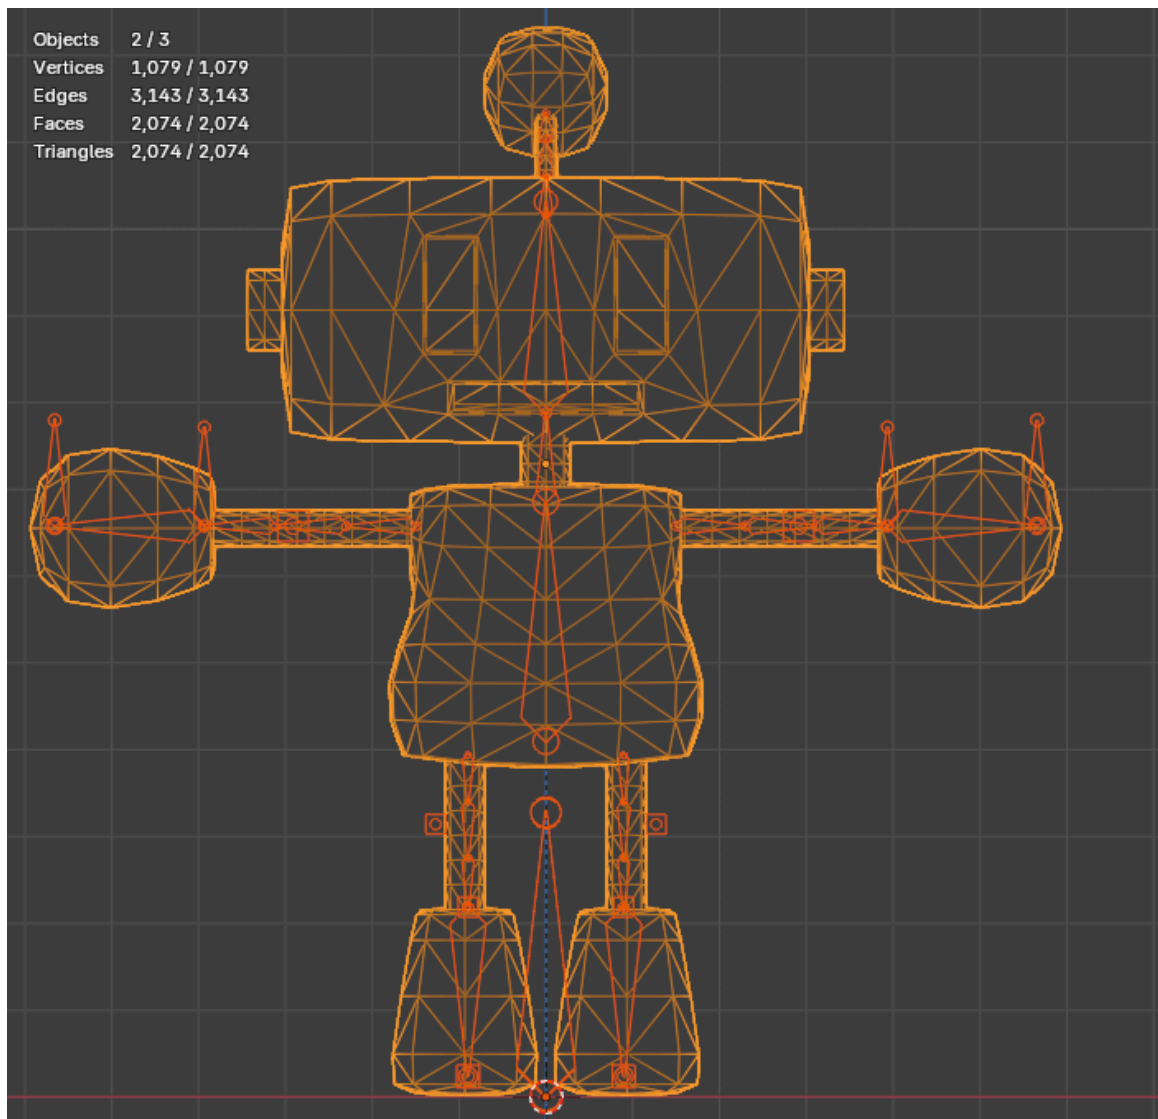 Objects 2 / 3
Vertices 1,079 / 1,079
Edges 3,143 / 3,143
Faces 2,074 / 2,074
Triangles 2,074 / 2,074